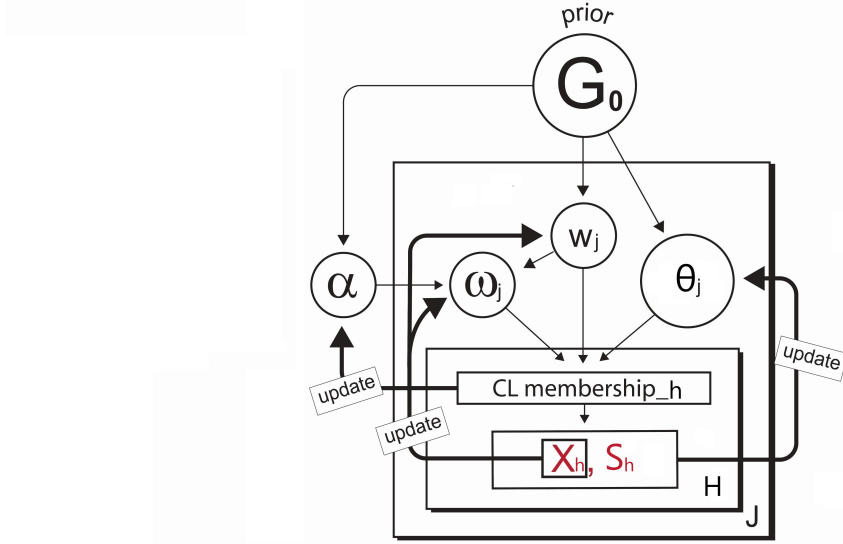 prior
G₀
wⱼ
α
ωⱼ
θⱼ
update
update
CL membership_h
update
Xₕ, Sₕ
H
J